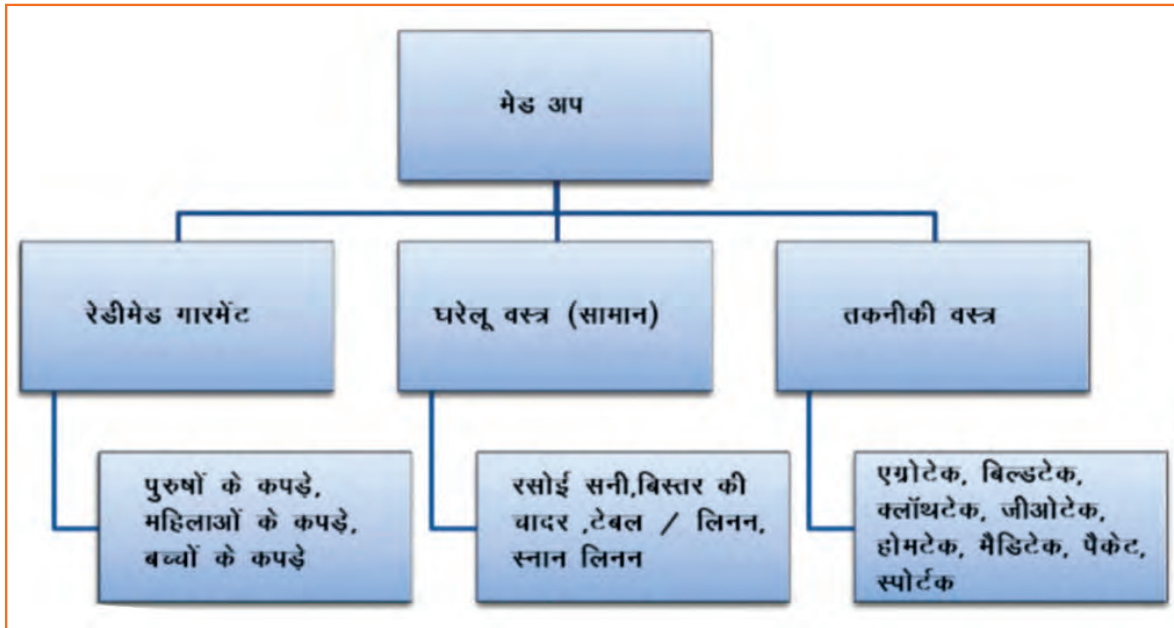 मेड अप
रेडीमेड गारमेंट
घरेलू वस्त्र (सामान)
तकनीकी वस्त्र
पुरुषों के कपड़े,
महिलाओं के कपड़े,
बच्चों के कपड़े
रसोई सनी,बिस्तर की
चादर ,टेबल / लिनन,
स्नान लिनन
एग्रोटेक, बिल्डटेक,
क्लॉथटेक, जीओटेक,
होमटेक, मैडिटेक, पैकेट,
स्पोर्टक